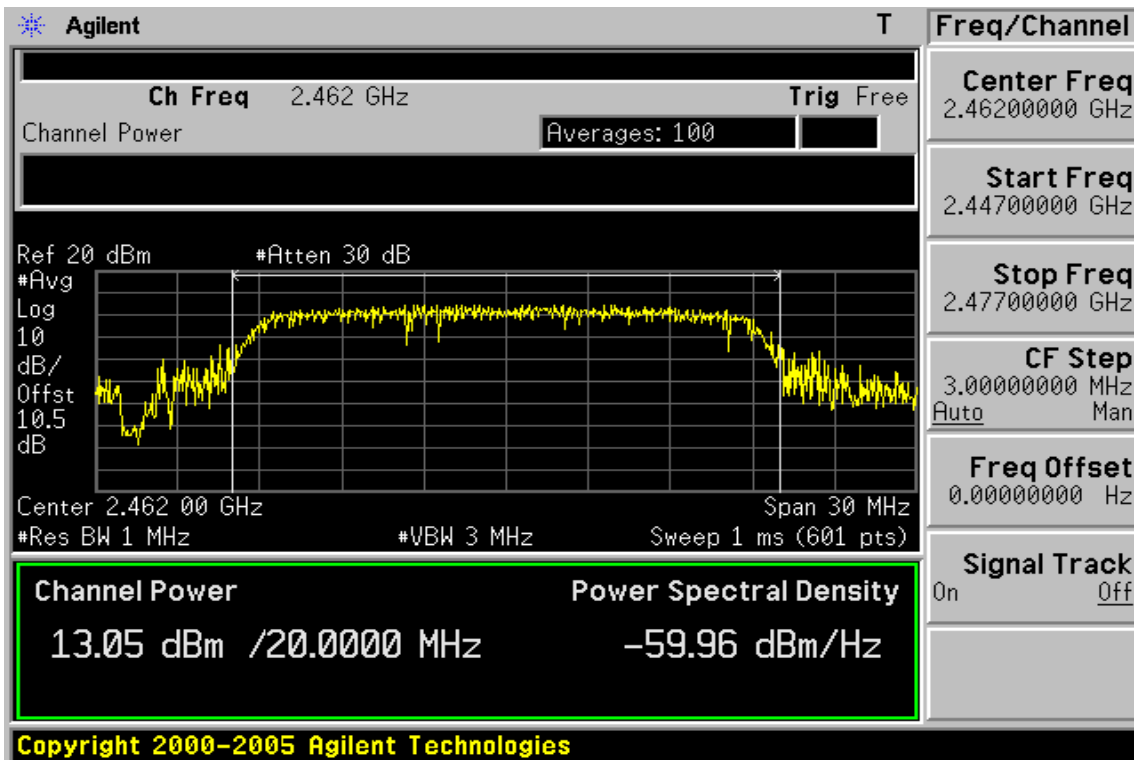 Agilent T
Ch Freq 2.462 GHz Trig Free
Channel Power Averages: 100
Ref 20 dBm #Atten 30 dB
#Avg
Log
10
dB/
Offst
10.5
dB
Center 2.462 00 GHz Span 30 MHz
#Res BW 1 MHz #VBW 3 MHz Sweep 1 ms (601 pts)
Channel Power Power Spectral Density
13.05 dBm /20.0000 MHz -59.96 dBm/Hz
Copyright 2000-2005 Agilent Technologies
Freq/Channel
Center Freq
2.46200000 GHz
Start Freq
2.44700000 GHz
Stop Freq
2.47700000 GHz
CF Step
3.00000000 MHz
Auto Man
Freq Offset
0.00000000 Hz
Signal Track
On Off